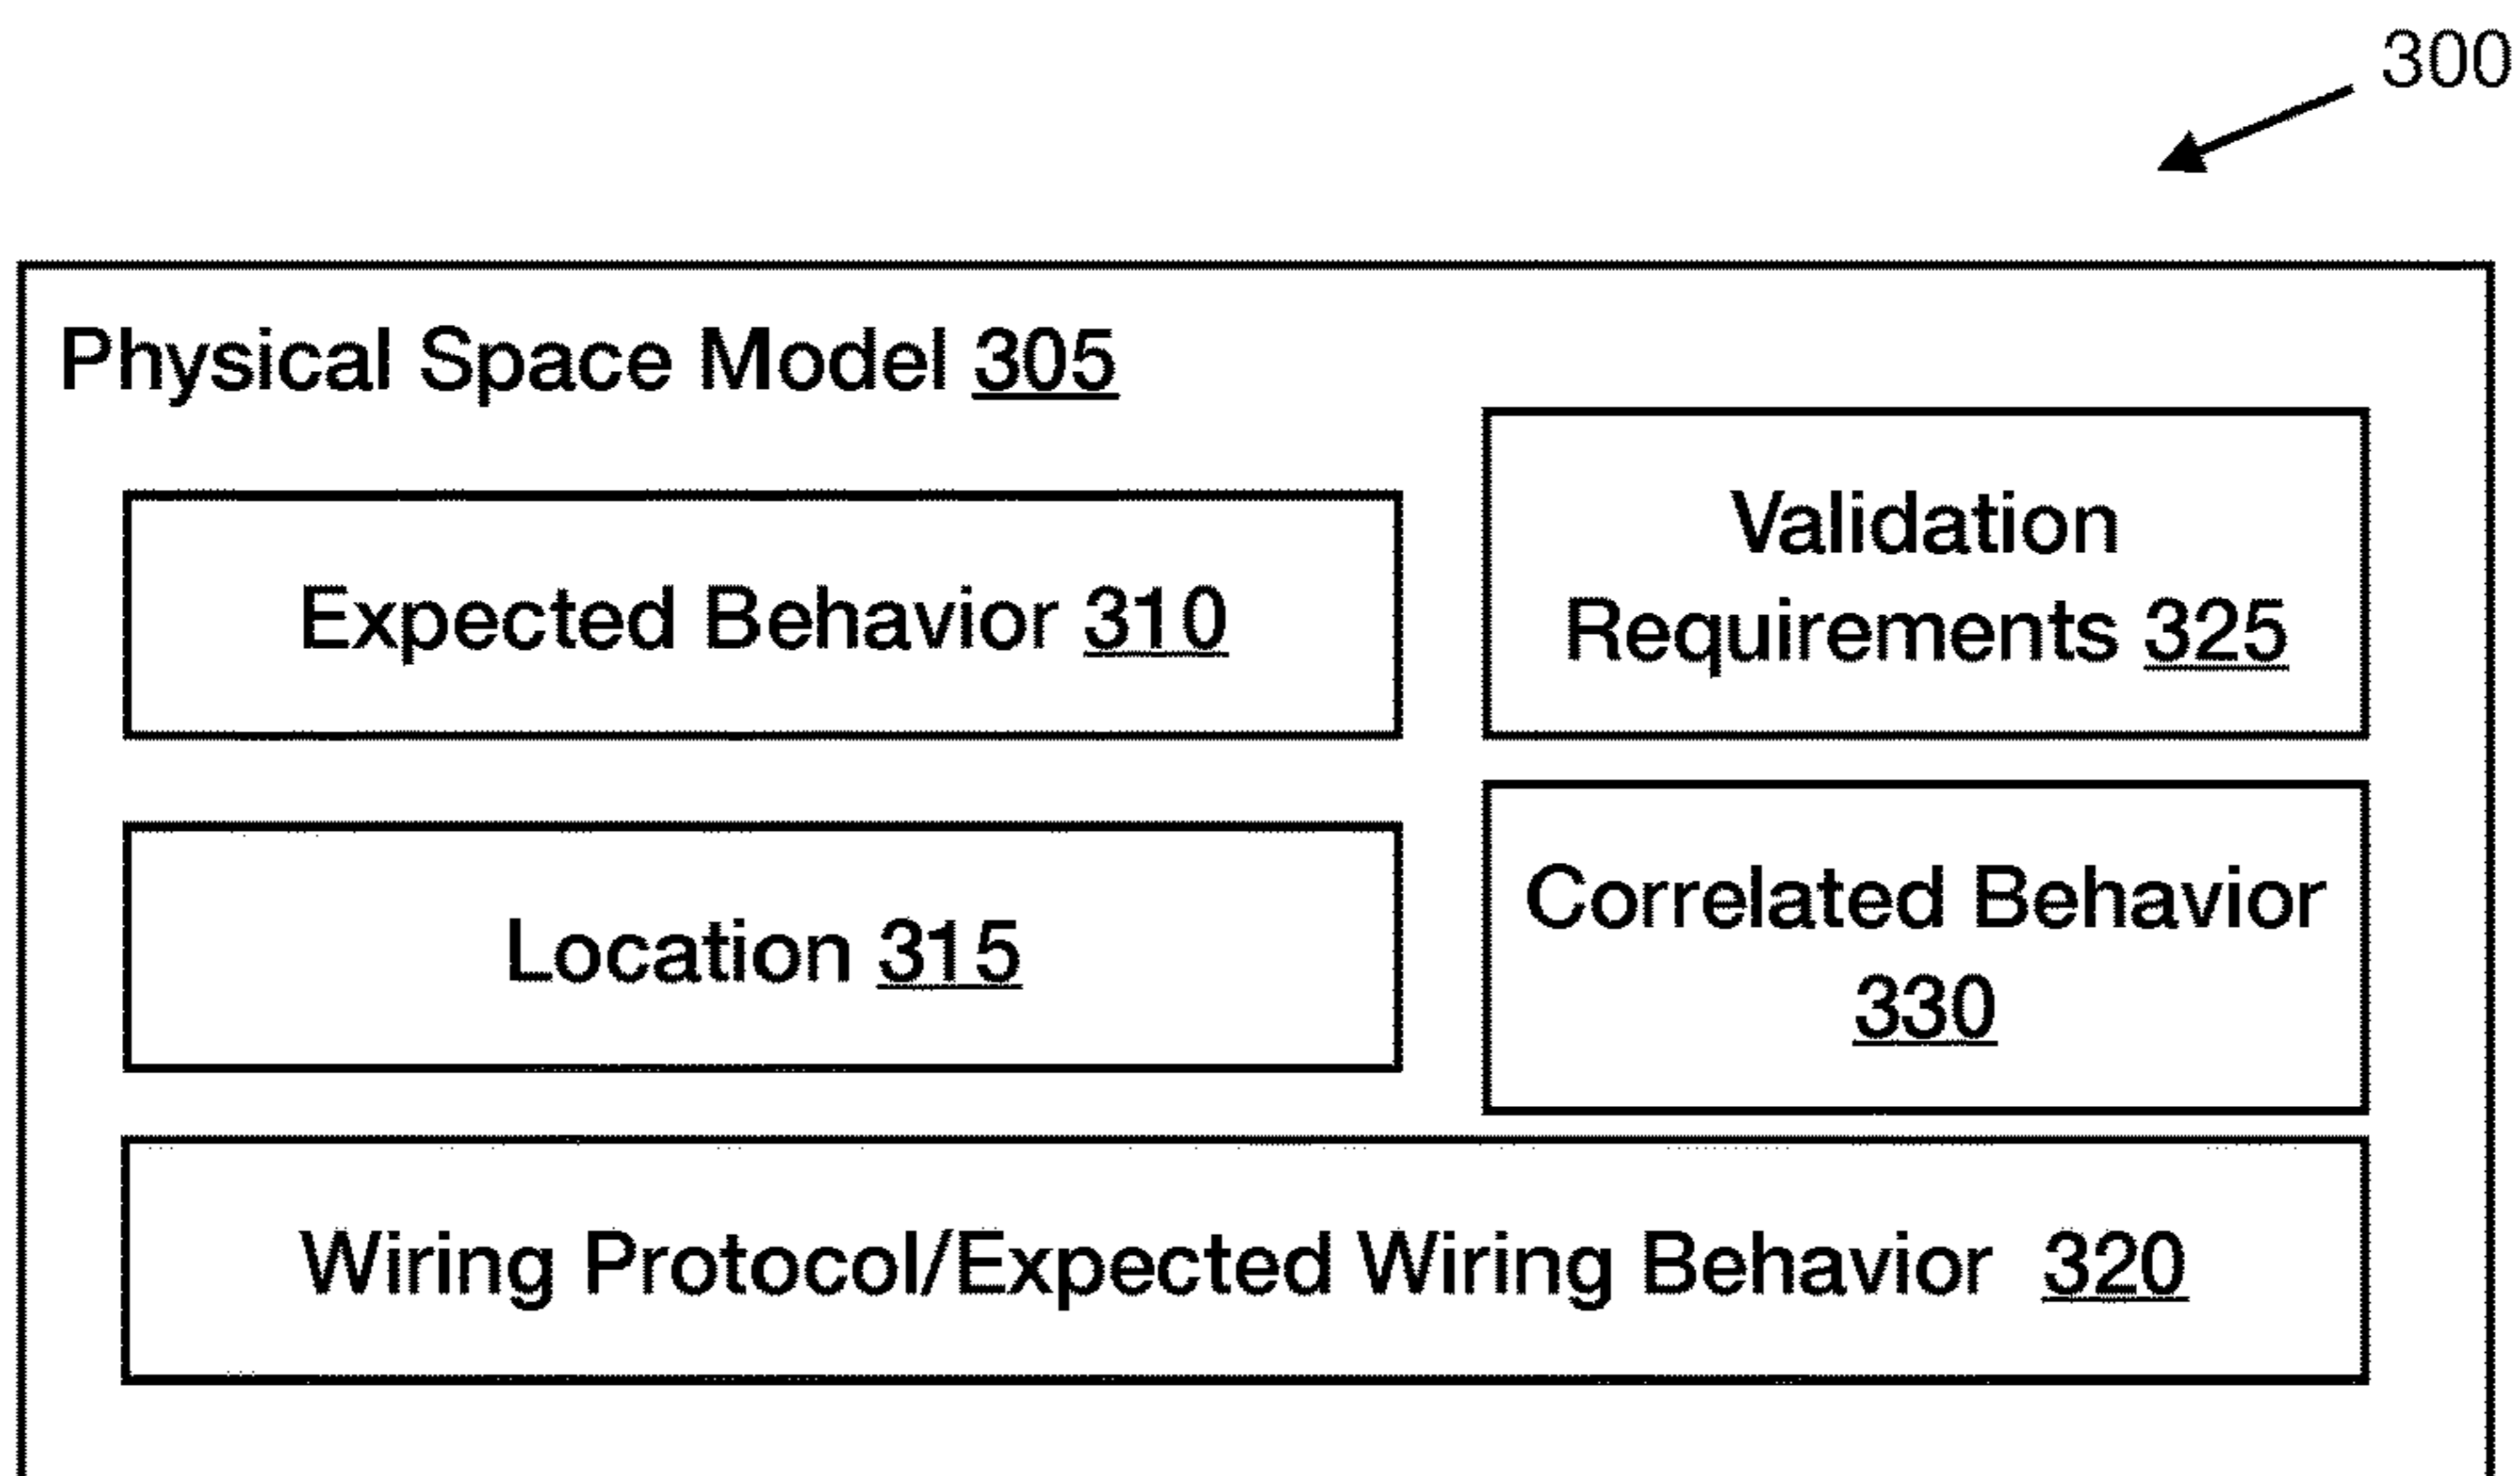 300
Physical Space Model 305
Expected Behavior 310
Validation
Requirements 325
Location 315
Correlated Behavior
330
Wiring Protocol/Expected Wiring Behavior 320